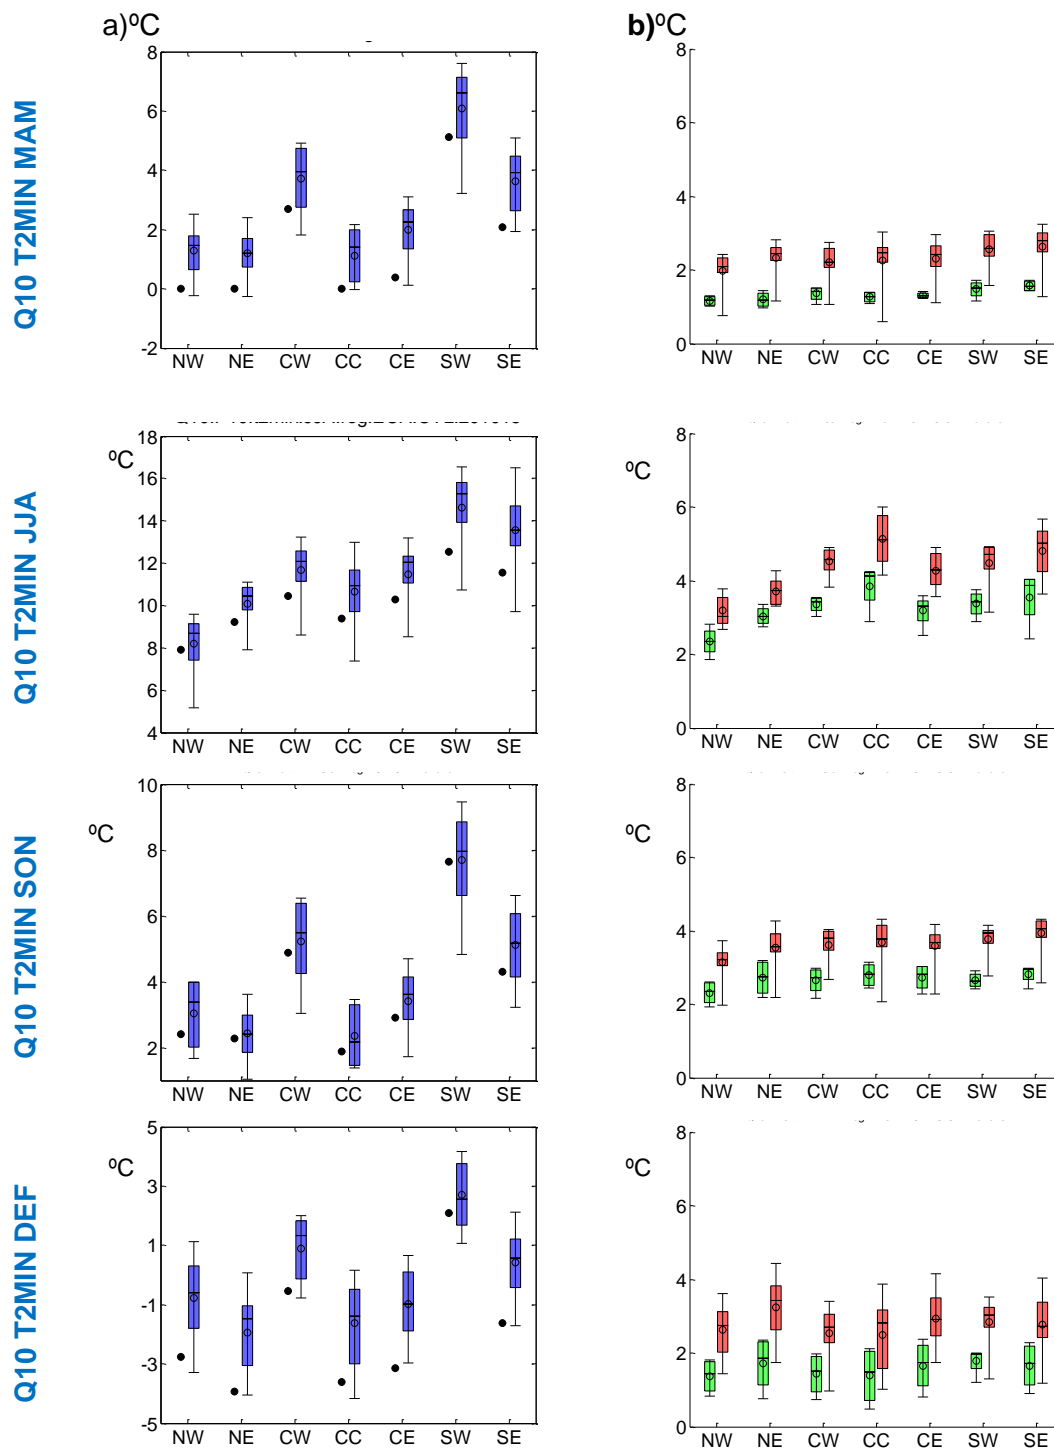 a)ºC
b)ºC
Q10 T2MIN MAM
8
6
4
2
0
-2
NW NE CW CC CE SW SE
8
6
4
2
0
NW NE CW CC CE SW SE
Q10 T2MIN JJA
ºC
18
16
14
12
10
8
6
4
NW NE CW CC CE SW SE
ºC
8
6
4
2
0
NW NE CW CC CE SW SE
Q10 T2MIN SON
ºC
10
8
6
4
2
NW NE CW CC CE SW SE
ºC
8
6
4
2
0
NW NE CW CC CE SW SE
Q10 T2MIN DEF
ºC
5
3
1
-1
-3
-5
NW NE CW CC CE SW SE
ºC
8
6
4
2
0
NW NE CW CC CE SW SE